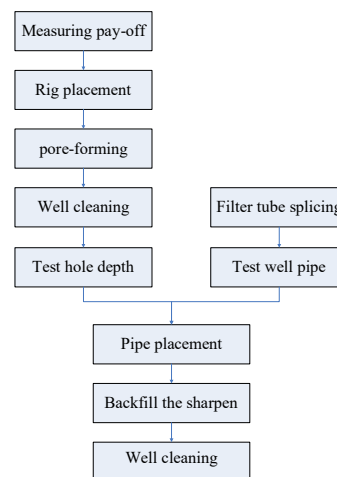 Measuring pay-off
Rig placement
pore-forming
Well cleaning
Filter tube splicing
Test hole depth
Test well pipe
Pipe placement
Backfill the sharpen
Well cleaning